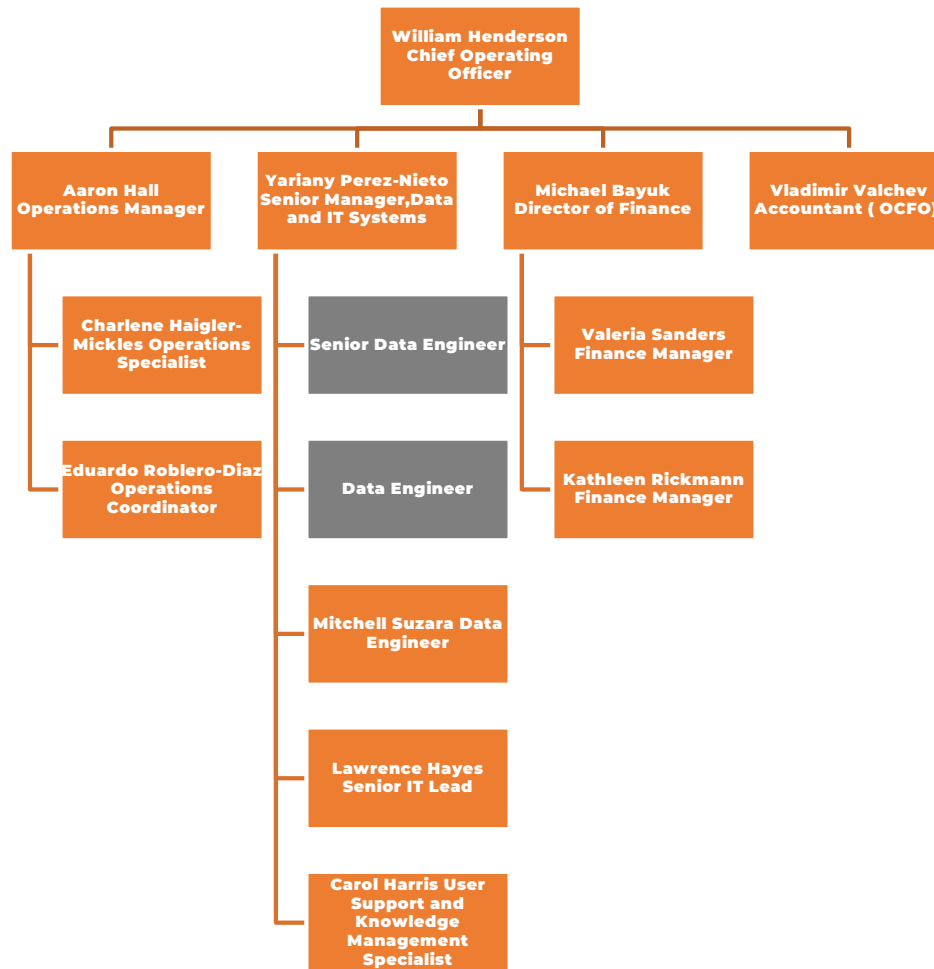 William Henderson
Chief Operating
Officer
Aaron Hall
Operations Manager
Yariany Perez-Nieto
Senior Manager,Data
and IT Systems
Michael Bayuk
Director of Finance
Vladimir Valchev
Accountant ( OCFO)
Charlene Haigler-
Mickles Operations
Specialist
Senior Data Engineer
Valeria Sanders
Finance Manager
Eduardo Roblero-Diaz
Operations
Coordinator
Data Engineer
Kathleen Rickmann
Finance Manager
Mitchell Suzara Data
Engineer
Lawrence Hayes
Senior IT Lead
Carol Harris User
Support and
Knowledge
Management
Specialist